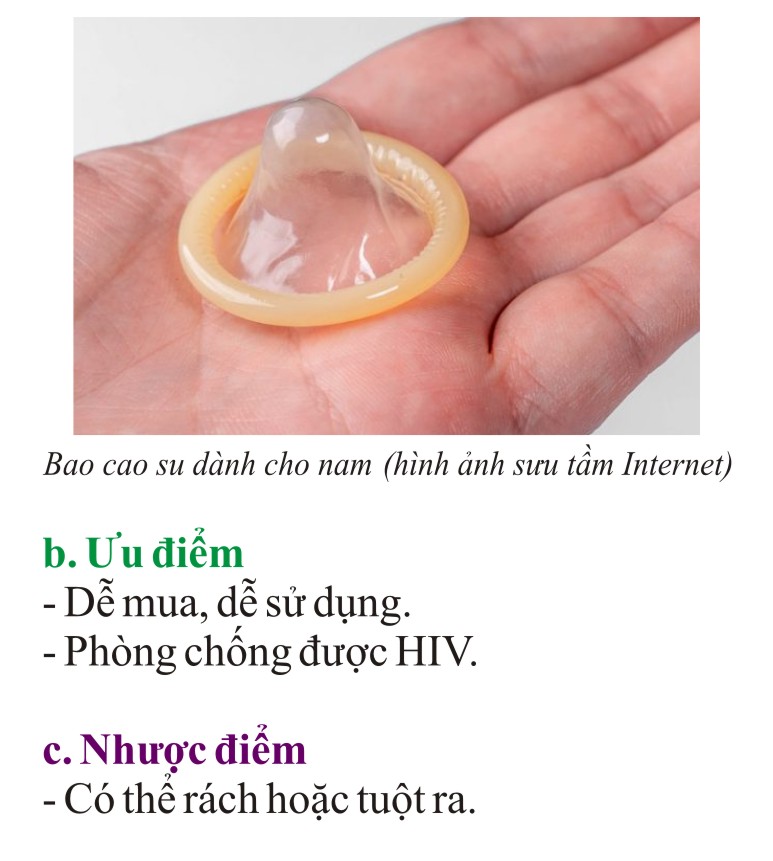 Bao cao su dành cho nam (hình ảnh sưu tầm Internet)
b. Ưu điểm
- Dễ mua, dễ sử dụng.
- Phòng chống được HIV.
c. Nhược điểm
- Có thể rách hoặc tuột ra.